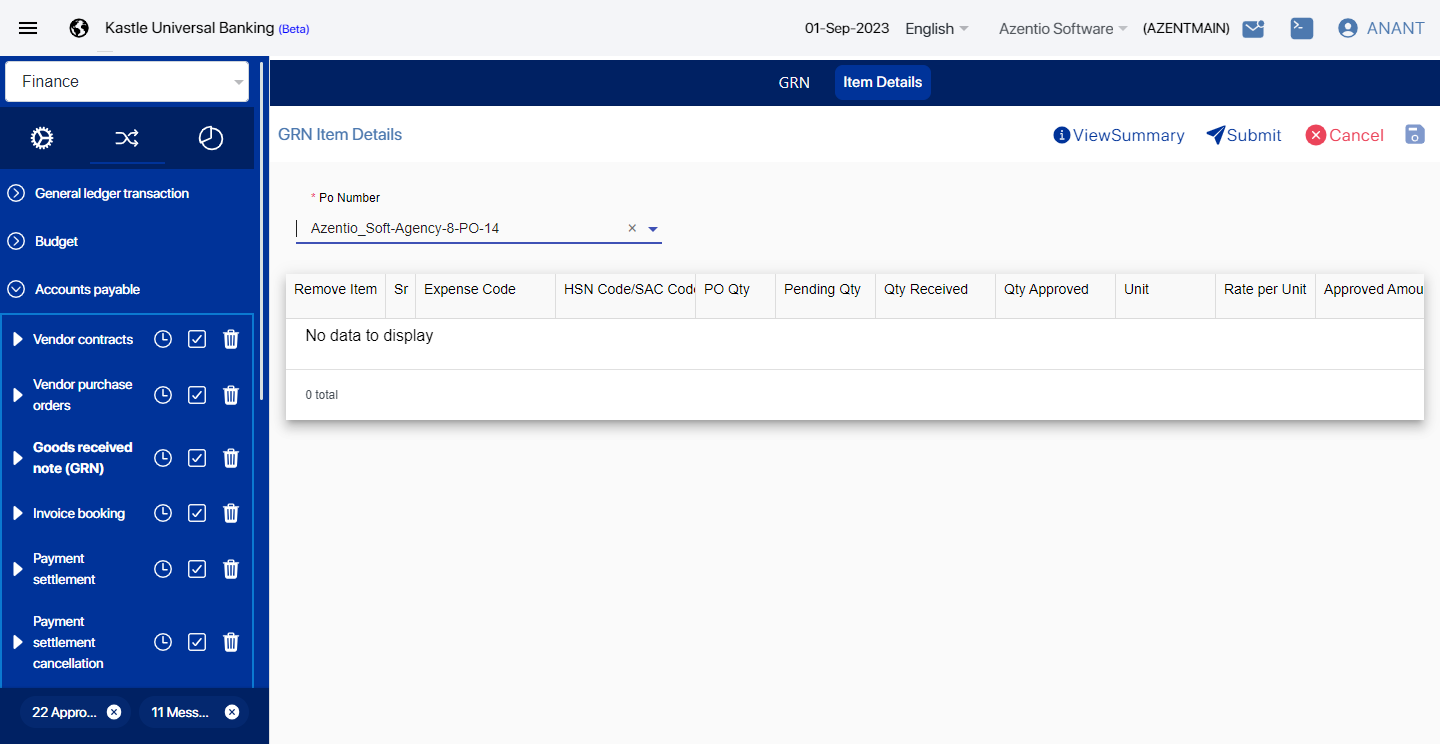 Kastle Universal Banking (Beta)
01-Sep-2023
English
Azentio Software
(AZENTMAIN)
ANANT
Finance
GRN
Item Details
GRN Item Details
ViewSummary
Submit
Cancel
General ledger transaction
Budget
Accounts payable
Vendor contracts
Vendor purchase
orders
Goods received
note (GRN)
Invoice booking
Payment
settlement
Payment
settlement
cancellation
22 Appro...
11 Mess...
* Po Number
Azentio_Soft-Agency-8-PO-14
Remove Item
Sr
Expense Code
HSN Code/SAC Code
PO Qty
Pending Qty
Qty Received
Qty Approved
Unit
Rate per Unit
Approved Amou
No data to display
0 total